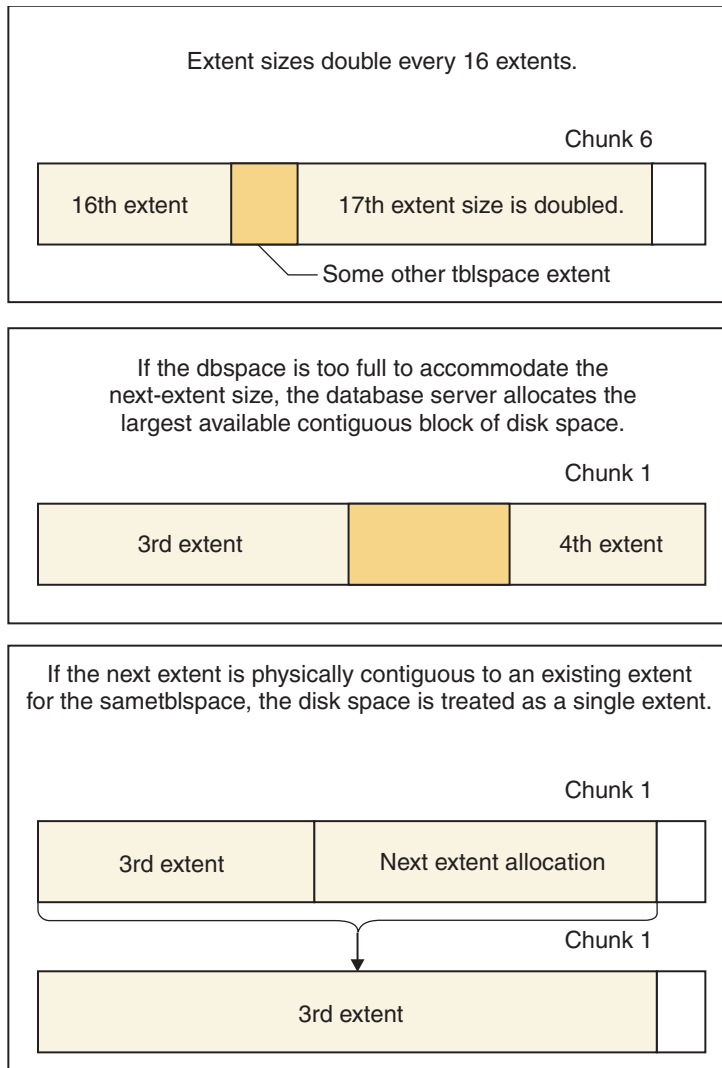 Extent sizes double every 16 extents.
Chunk 6
16th extent
17th extent size is doubled.
Some other tblspace extent
If the dbspace is too full to accommodate the
next-extent size, the database server allocates the
largest available contiguous block of disk space.
Chunk 1
3rd extent
4th extent
If the next extent is physically contiguous to an existing extent
for the sametblspace, the disk space is treated as a single extent.
Chunk 1
3rd extent
Next extent allocation
Chunk 1
3rd extent